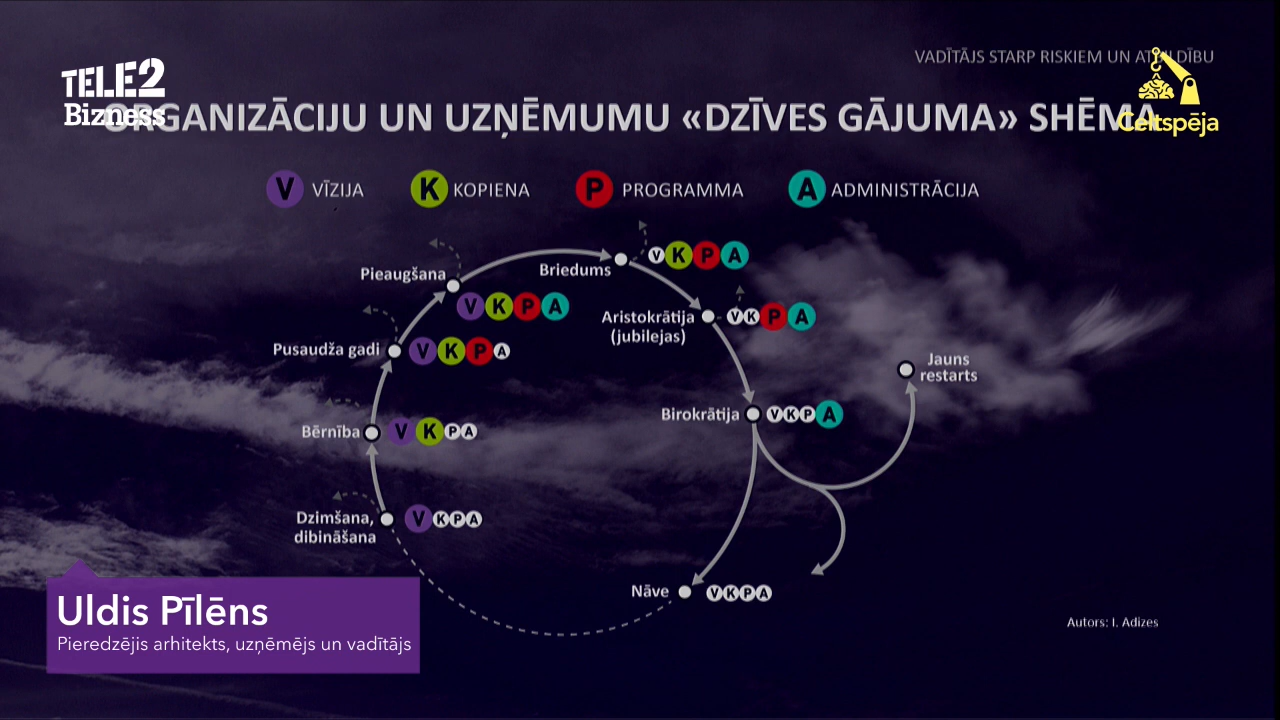 TELE2
Bizness
VADĪTĀJS STARP RISKIEM UN ATBILDĪBU
Celtspēja
ORGANIZĀCIJU UN UZŅĒMUMU «DZĪVES GĀJUMA» SHĒMA
V VĪZIJA K KOPIENA P PROGRAMMA A ADMINISTRĀCIJA
Pieaugšana
V K P A
Briedums
V K P A
Aristokrātija
(jubilejas)
V K P A
Pusaudža gadi
V K P A
Jauns
restarts
Birokrātija
V K P A
Bērnība
V K P A
Dzimšana,
dibināšana
V K P A
Nāve
V K P A
Autors: I. Adizes
Uldis Pīlēns
Pieredzējis arhitekts, uzņēmējs un vadītājs